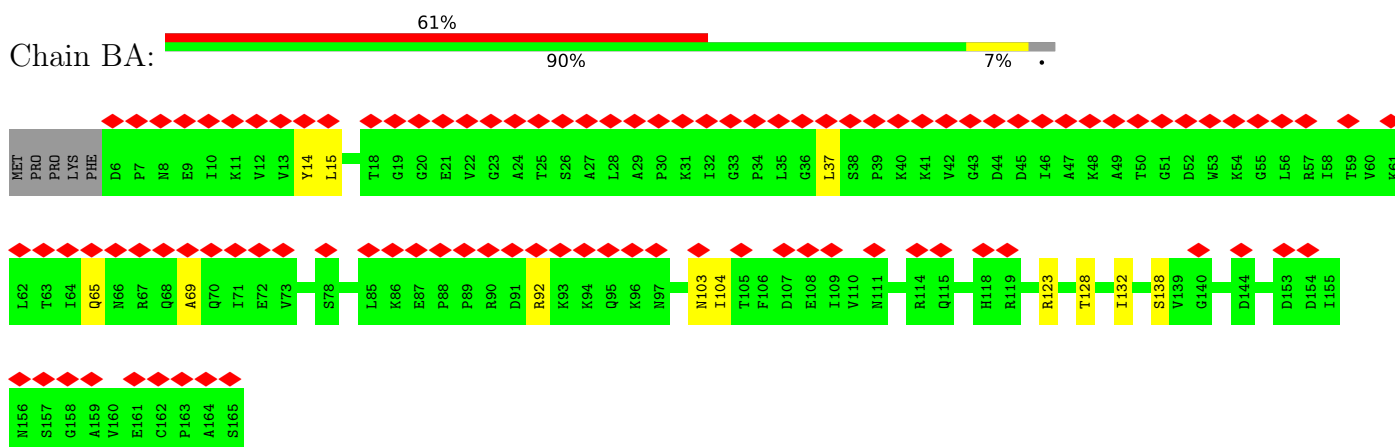 61%
Chain BA:
90% 7% •
MET PRO PRO LYS PHE D6 P7 N8 E9 I10 K11 V12 V13 Y14 L15 T18 G19 G20 E21 V22 G23 A24 T25 S26 A27 L28 A29 P30 K31 I32 G33 P34 L35 G36 L37 S38 P39 K40 K41 V42 G43 D44 D45 I46 A47 K48 A49 T50 G51 D52 W53 K54 G55 L56 R57 I58 T59 V60 K61
L62 T63 I64 Q65 N66 R67 Q68 A69 Q70 I71 E72 V73 S78 L85 K86 E87 P88 P89 R90 D91 R92 K93 K94 Q95 K96 N97 N103 I104 T105 F106 D107 E108 I109 V110 N111 R114 Q115 H118 R119 R123 T128 I132 S138 V139 G140 D144 D153 D154 I155
N156 S157 G158 A159 V160 E161 C162 P163 A164 S165